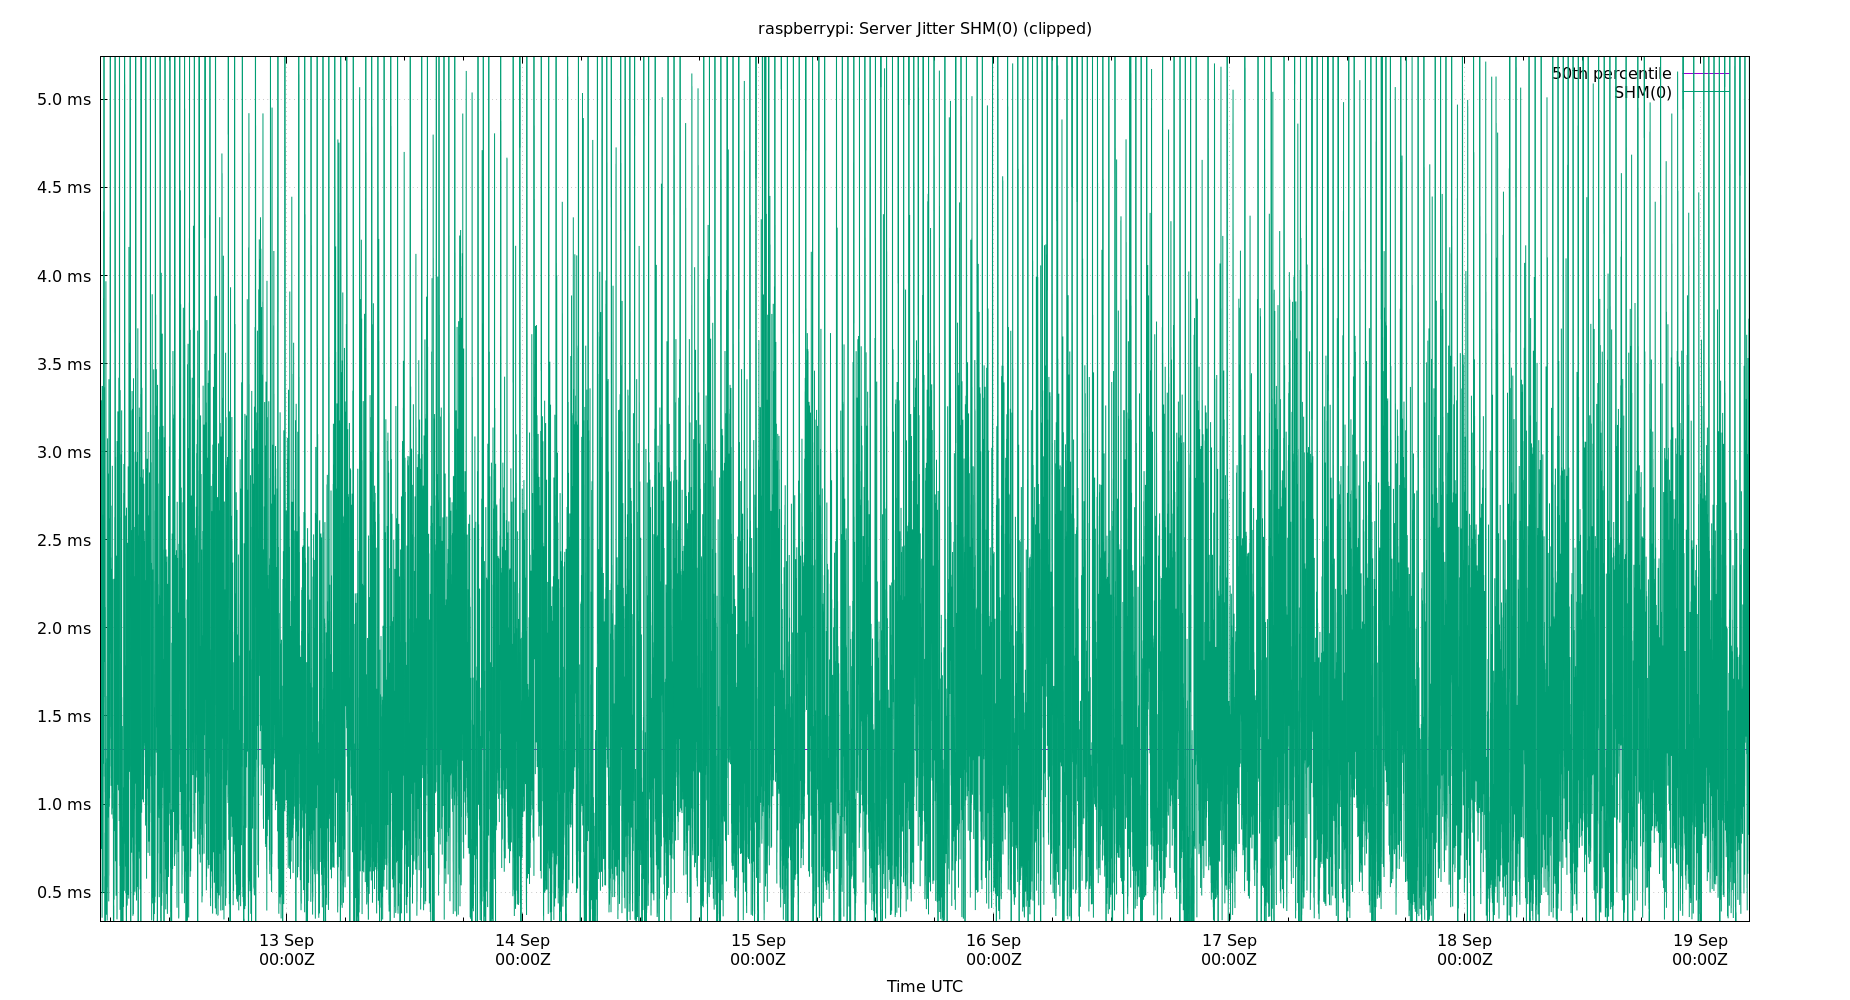 raspberrypi: Server Jitter SHM(0) (clipped)
50th percentile
SHM(0)
5.0 ms
4.5 ms
4.0 ms
3.5 ms
3.0 ms
2.5 ms
2.0 ms
1.5 ms
1.0 ms
0.5 ms
13 Sep 14 Sep 15 Sep 16 Sep 17 Sep 18 Sep 19 Sep
00:00Z 00:00Z 00:00Z 00:00Z 00:00Z 00:00Z 00:00Z
Time UTC